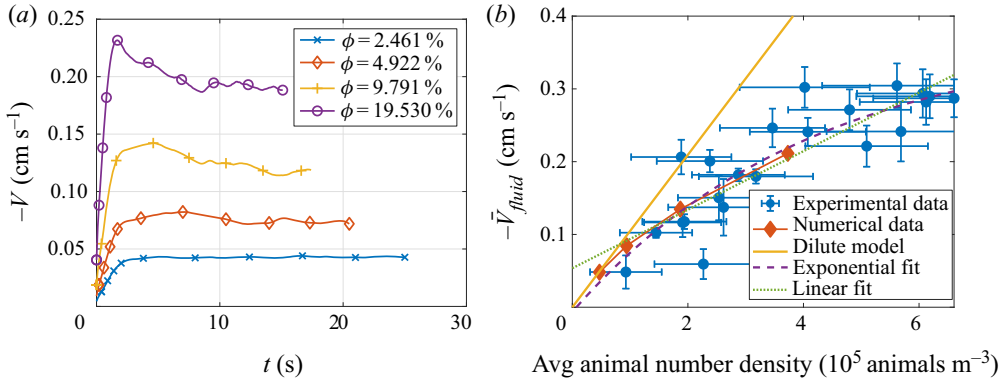 (a)
0.25
0.20
0.15
0.10
0.05
−V (cm s⁻¹)
0
10
20
30
t (s)
ϕ = 2.461 %
ϕ = 4.922 %
ϕ = 9.791 %
ϕ = 19.530 %
(b)
0.4
0.3
0.2
0.1
0
−V̄fluid (cm s⁻¹)
2
4
6
Avg animal number density (10⁵ animals m⁻³)
Experimental data
Numerical data
Dilute model
Exponential fit
Linear fit